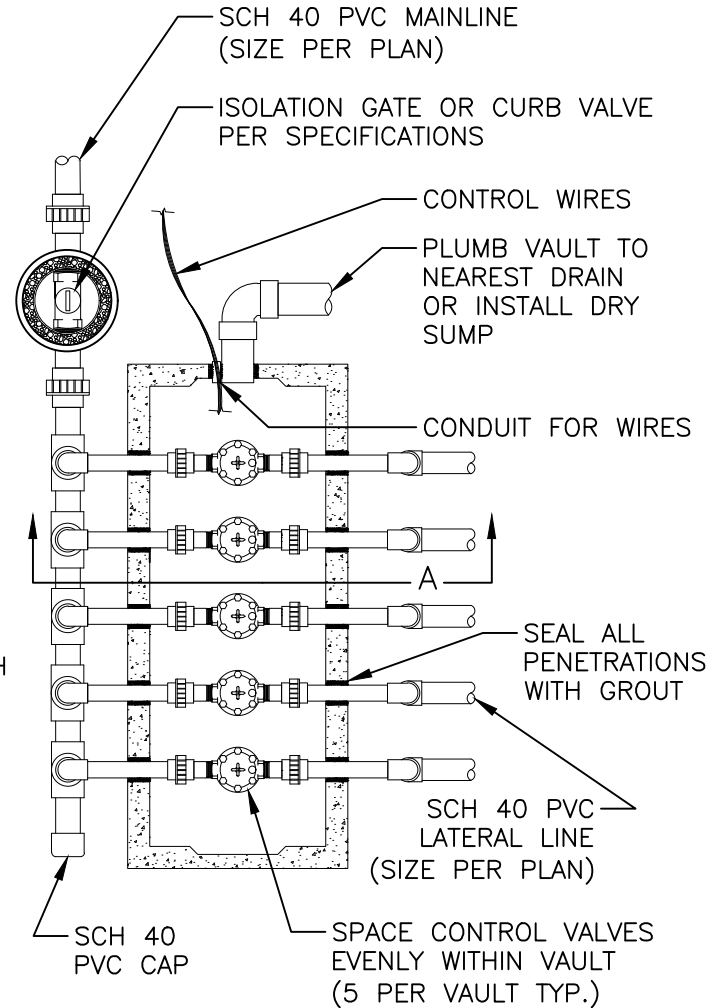 SCH 40 PVC MAINLINE
(SIZE PER PLAN)
ISOLATION GATE OR CURB VALVE
PER SPECIFICATIONS
CONTROL WIRES
PLUMB VAULT TO
NEAREST DRAIN
OR INSTALL DRY
SUMP
CONDUIT FOR WIRES
A
SEAL ALL
PENETRATIONS
WITH GROUT
H
SCH 40 PVC
LATERAL LINE
(SIZE PER PLAN)
SCH 40
PVC CAP
SPACE CONTROL VALVES
EVENLY WITHIN VAULT
(5 PER VAULT TYP.)